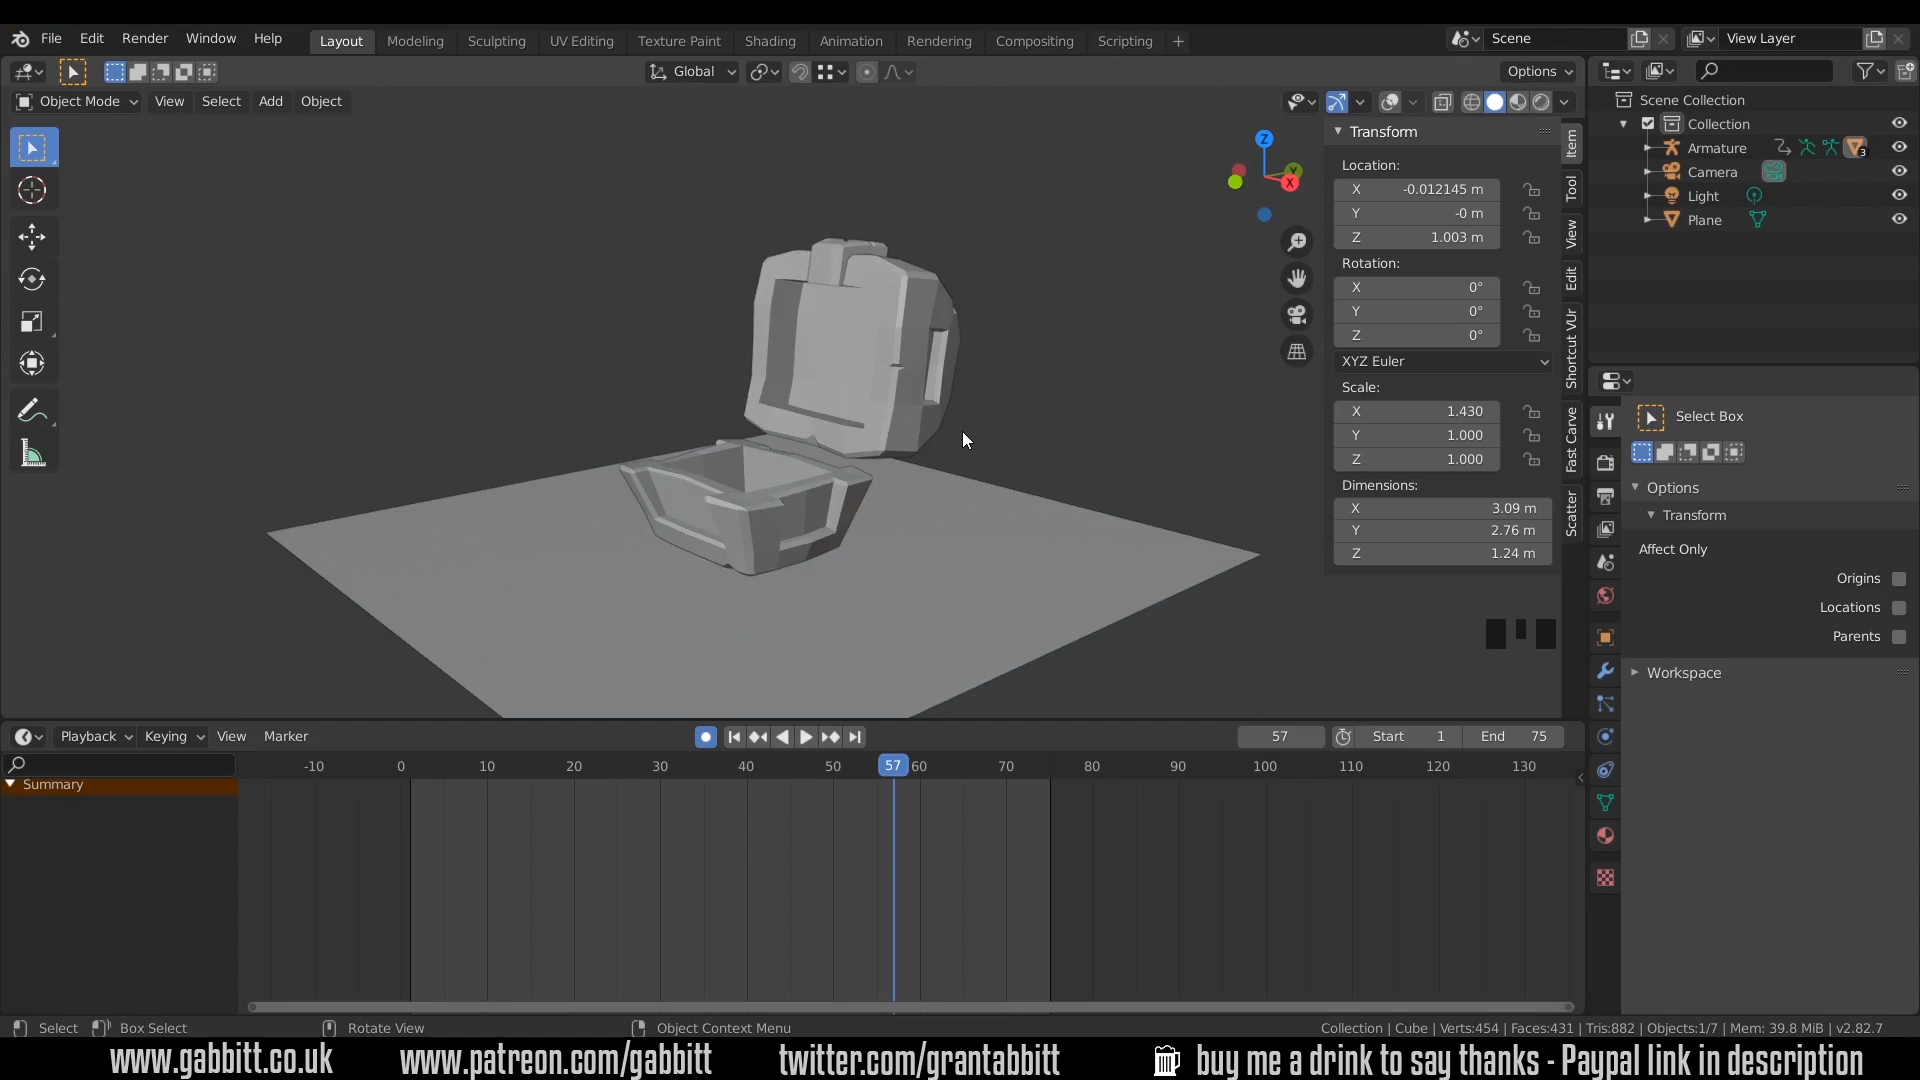 File Edit Render Window Help Layout Modeling Sculpting UV Editing Texture Paint Shading Animation Rendering Compositing Scripting + Scene View Layer
Global Options
Object Mode View Select Add Object
Scene Collection
Collection
Armature 3
Camera
Light
Plane
Z
Y
X
Transform
Location:
X -0.012145 m
Y -0 m
Z 1.003 m
Rotation:
X 0°
Y 0°
Z 0°
XYZ Euler
Scale:
X 1.430
Y 1.000
Z 1.000
Dimensions:
X 3.09 m
Y 2.76 m
Z 1.24 m
Item
Tool
View
Edit
Shortcut VUr
Fast Carve
Scatter
Select Box
Options
Transform
Affect Only
Origins
Locations
Parents
Workspace
Playback Keying View Marker 57 Start 1 End 75
-10 0 10 20 30 40 50 57 60 70 80 90 100 110 120 130
Summary
Select Box Select Rotate View Object Context Menu Collection | Cube | Verts:454 | Faces:431 | Tris:882 | Objects:1/7 | Mem: 39.8 MiB | v2.82.7
www.gabbitt.co.uk www.patreon.com/gabbitt twitter.com/grantabbitt buy me a drink to say thanks - Paypal link in description